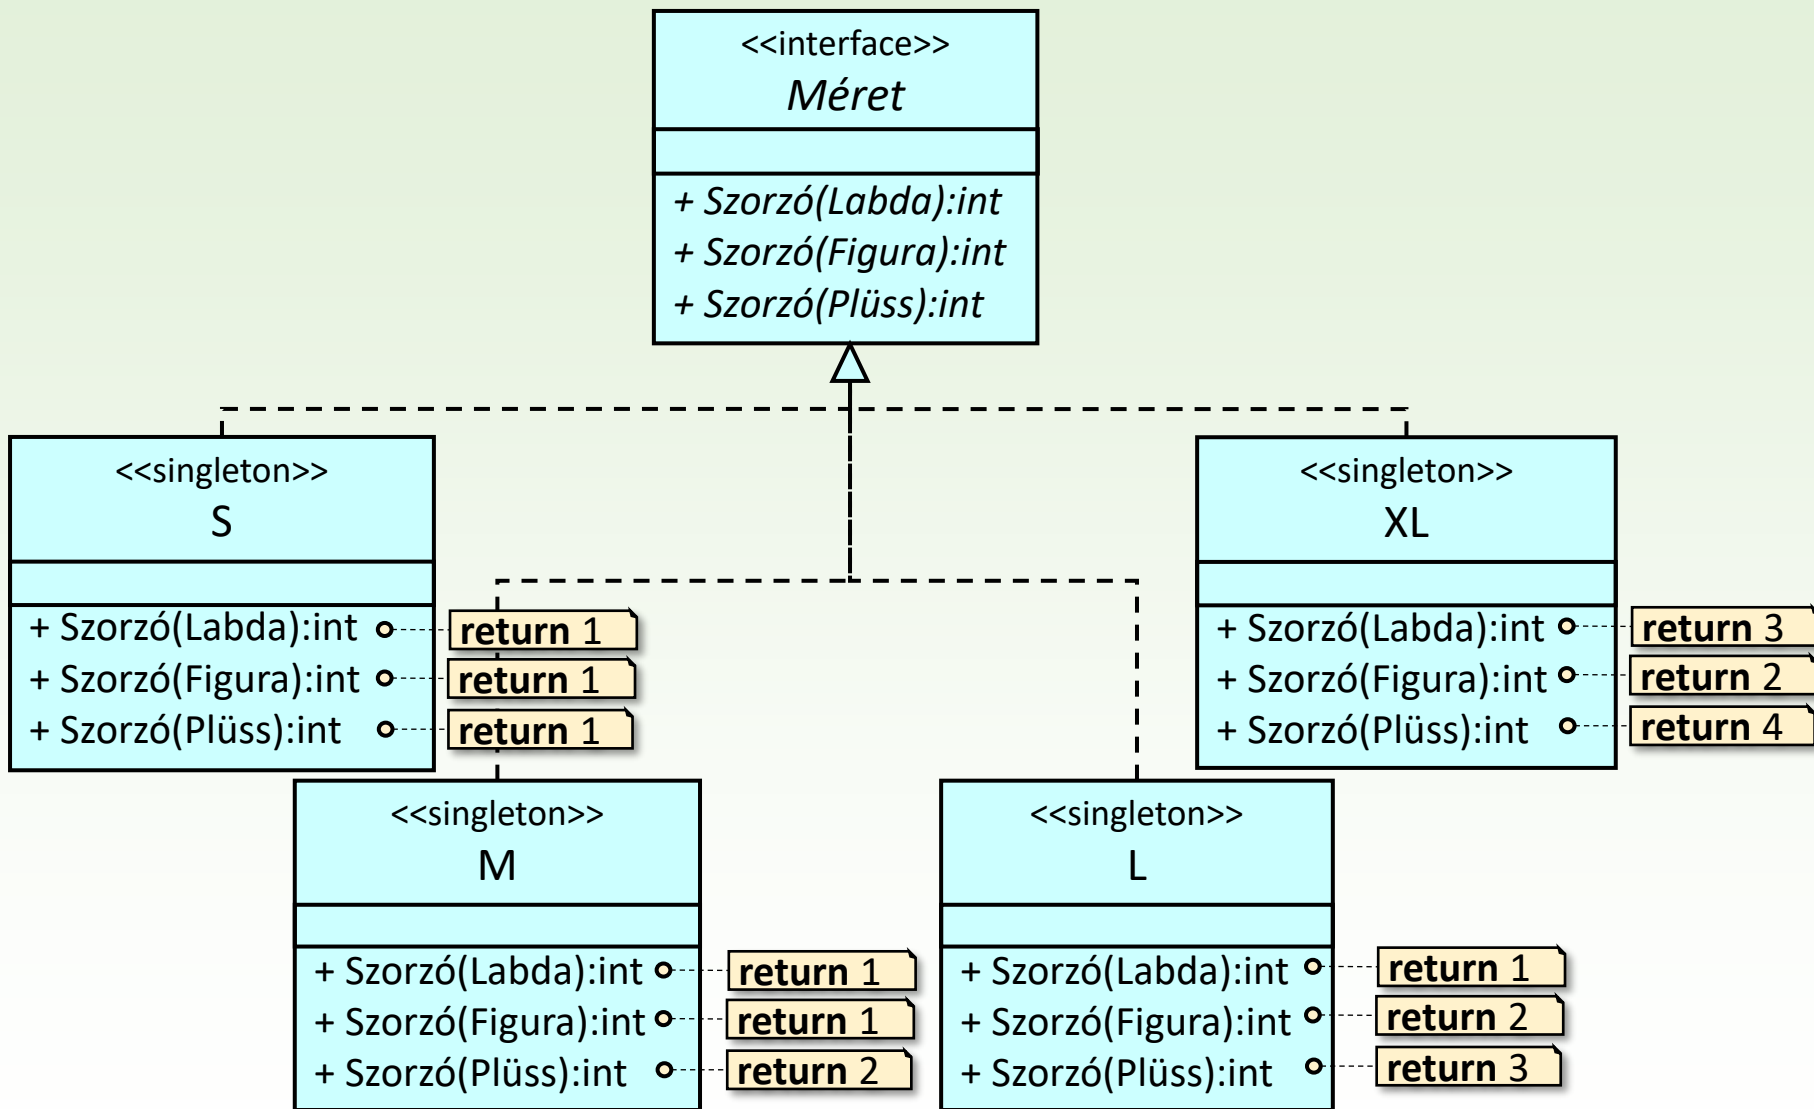 <<interface>>
Méret
+ Szorzó(Labda):int
+ Szorzó(Figura):int
+ Szorzó(Plüss):int
<<singleton>>
S
+ Szorzó(Labda):int
return 1
+ Szorzó(Figura):int
return 1
+ Szorzó(Plüss):int
return 1
<<singleton>>
XL
+ Szorzó(Labda):int
return 3
+ Szorzó(Figura):int
return 2
+ Szorzó(Plüss):int
return 4
<<singleton>>
M
+ Szorzó(Labda):int
return 1
+ Szorzó(Figura):int
return 1
+ Szorzó(Plüss):int
return 2
<<singleton>>
L
+ Szorzó(Labda):int
return 1
+ Szorzó(Figura):int
return 2
+ Szorzó(Plüss):int
return 3